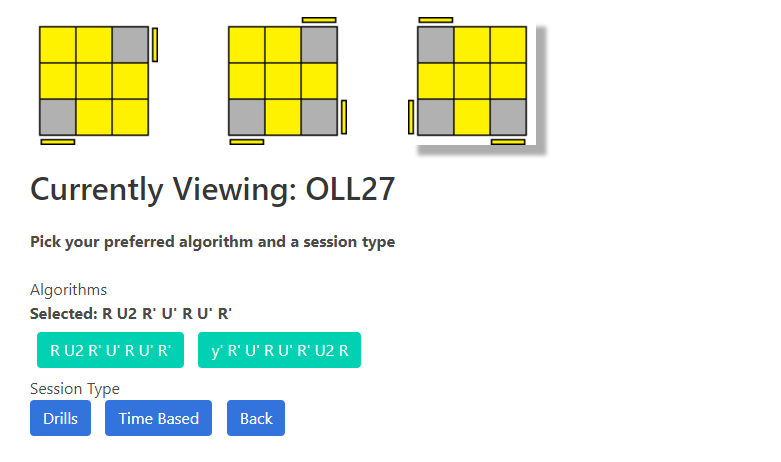 Currently Viewing: OLL27
Pick your preferred algorithm and a session type
Algorithms
Selected: R U2 R' U' R U' R'
R U2 R' U' R U' R' y' R' U' R U' R' U2 R
Session Type
Drills Time Based Back